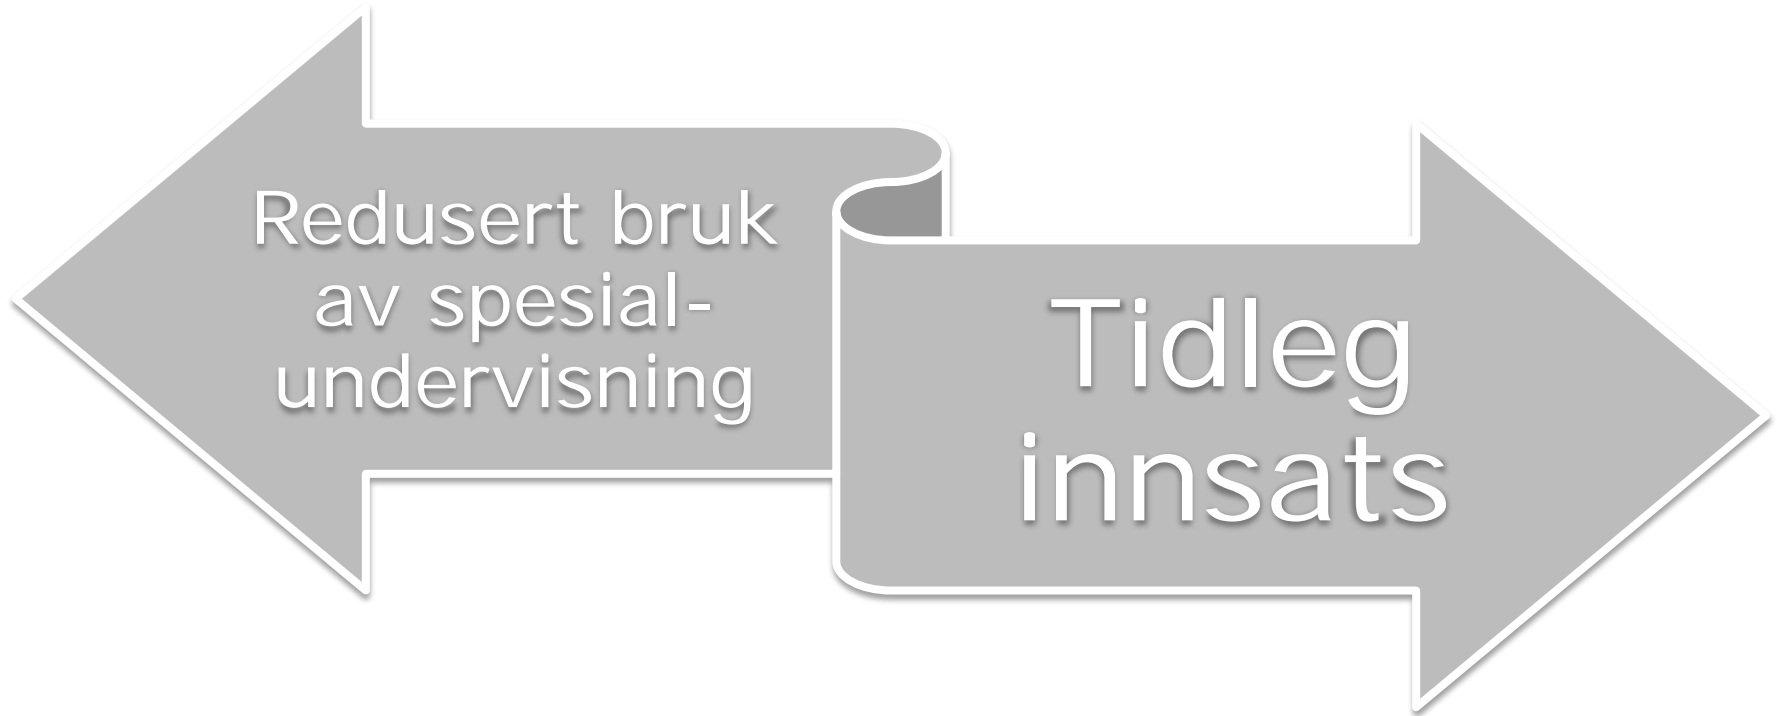 Redusert bruk
av spesial-
undervisning
Tidleg
innsats